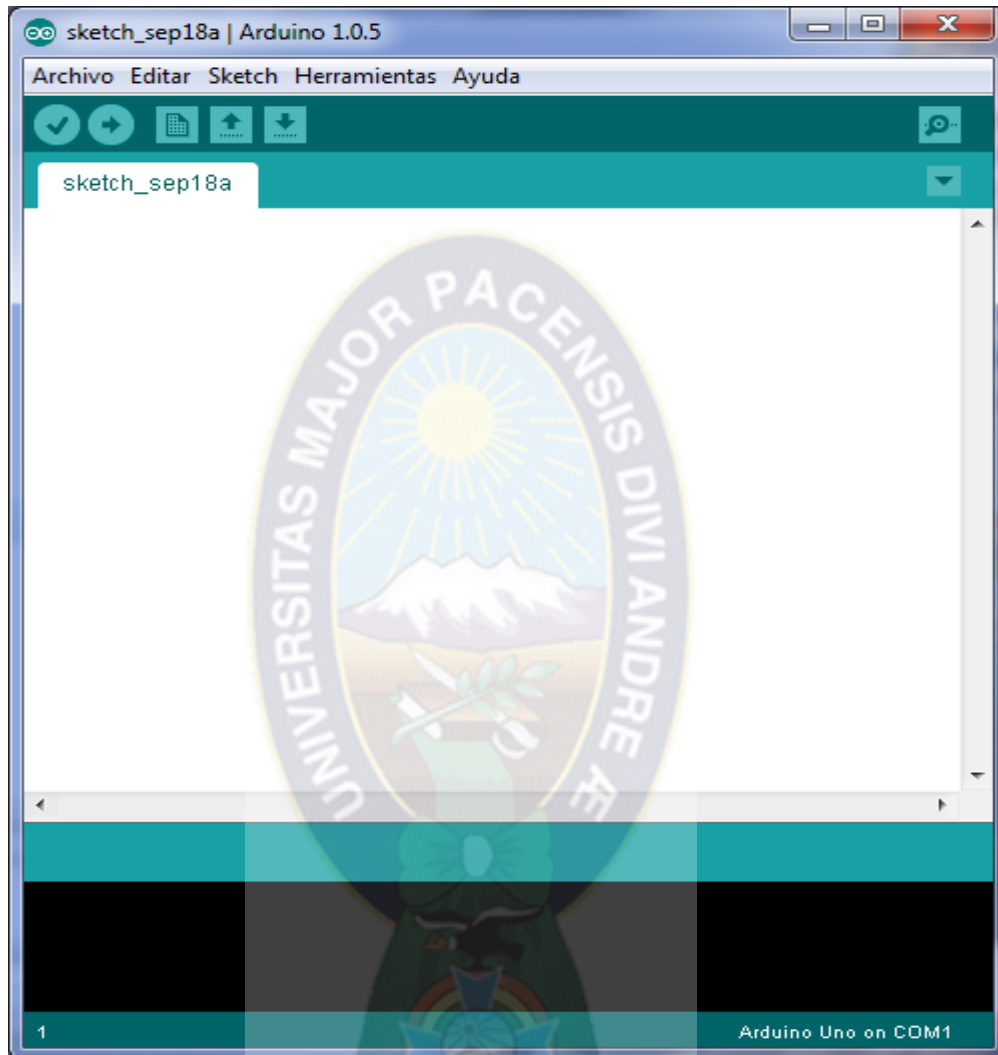 sketch_sep18a | Arduino 1.0.5
Archivo Editar Sketch Herramientas Ayuda
sketch_sep18a
UNIVERSITAS MAJOR PACENSIS DIVI ANDRE Æ
1
Arduino Uno on COM1